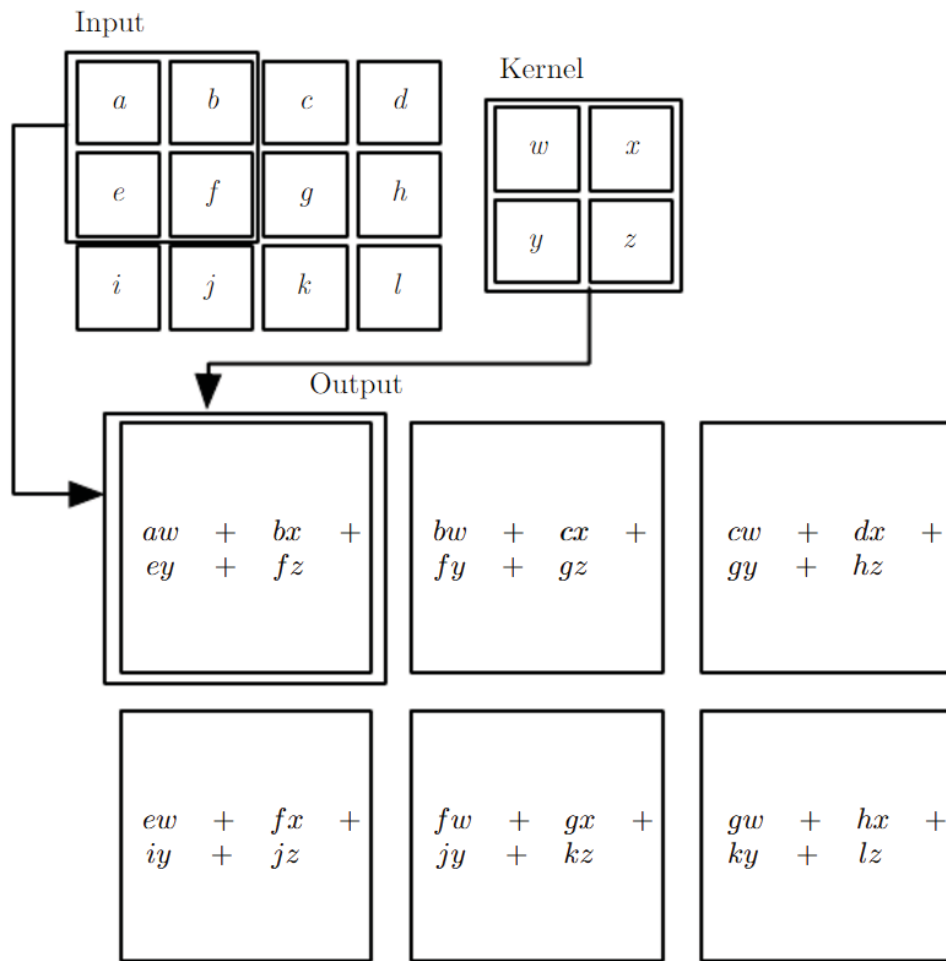 Input
Kernel
a b c d
w x
e f g h
y z
i j k l
Output
aw + bx +
ey + fz
bw + cx +
fy + gz
cw + dx +
gy + hz
ew + fx +
iy + jz
fw + gx +
jy + kz
gw + hx +
ky + lz